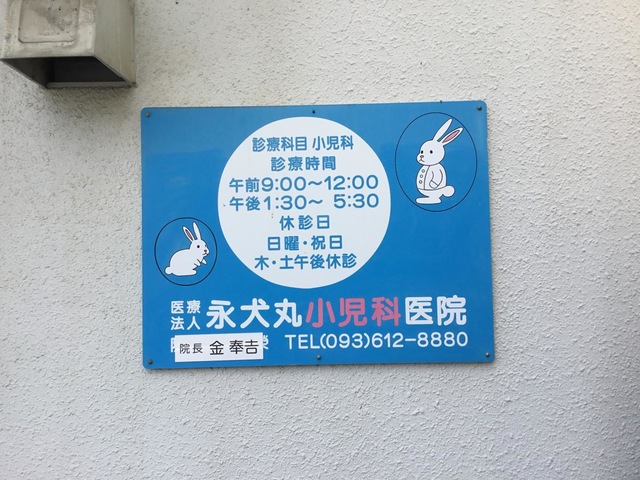 診療科目 小児科
診療時間
午前9:00〜12:00
午後1:30〜 5:30
休診日
日曜・祝日
木・土午後休診
医療法人 永犬丸小児科医院
院長 金奉吉 TEL(093)612-8880